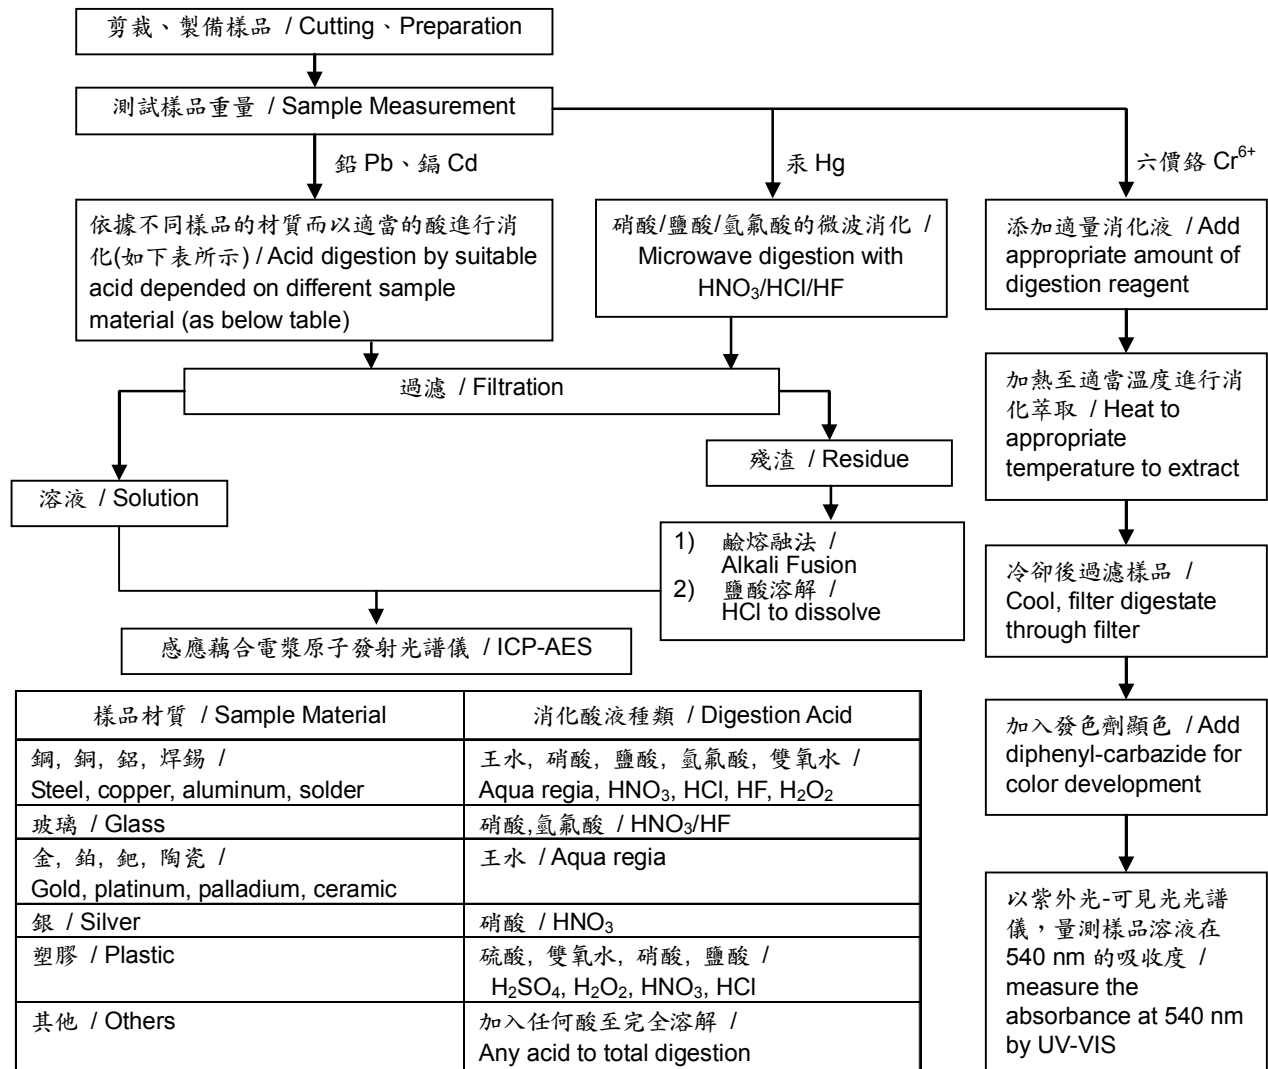 剪裁、製備樣品 / Cutting、Preparation
測試樣品重量 / Sample Measurement
鉛 Pb、鎘 Cd
汞 Hg
六價鉻 Cr⁶⁺
依據不同樣品的材質而以適當的酸進行消
化(如下表所示) / Acid digestion by suitable
acid depended on different sample
material (as below table)
硝酸/鹽酸/氫氟酸的微波消化 /
Microwave digestion with
HNO₃/HCl/HF
添加適量消化液 / Add
appropriate amount of
digestion reagent
過濾 / Filtration
加熱至適當溫度進行消
化萃取 / Heat to
appropriate
temperature to extract
溶液 / Solution
殘渣 / Residue
1) 鹼熔融法 /
Alkali Fusion
2) 鹽酸溶解 /
HCl to dissolve
冷卻後過濾樣品 /
Cool, filter digestate
through filter
感應藕合電漿原子發射光譜儀 / ICP-AES
加入發色劑顯色 / Add
diphenyl-carbazide for
color development
以紫外光-可見光光譜
儀，量測樣品溶液在
540 nm 的吸收度 /
measure the
absorbance at 540 nm
by UV-VIS
樣品材質 / Sample Material
消化酸液種類 / Digestion Acid
鋼, 銅, 鋁, 焊錫 /
Steel, copper, aluminum, solder
王水, 硝酸, 鹽酸, 氫氟酸, 雙氧水 /
Aqua regia, HNO₃, HCl, HF, H₂O₂
玻璃 / Glass
硝酸,氫氟酸 / HNO₃/HF
金, 鉑, 鈀, 陶瓷 /
Gold, platinum, palladium, ceramic
王水 / Aqua regia
銀 / Silver
硝酸 / HNO₃
塑膠 / Plastic
硫酸, 雙氧水, 硝酸, 鹽酸 /
H₂SO₄, H₂O₂, HNO₃, HCl
其他 / Others
加入任何酸至完全溶解 /
Any acid to total digestion